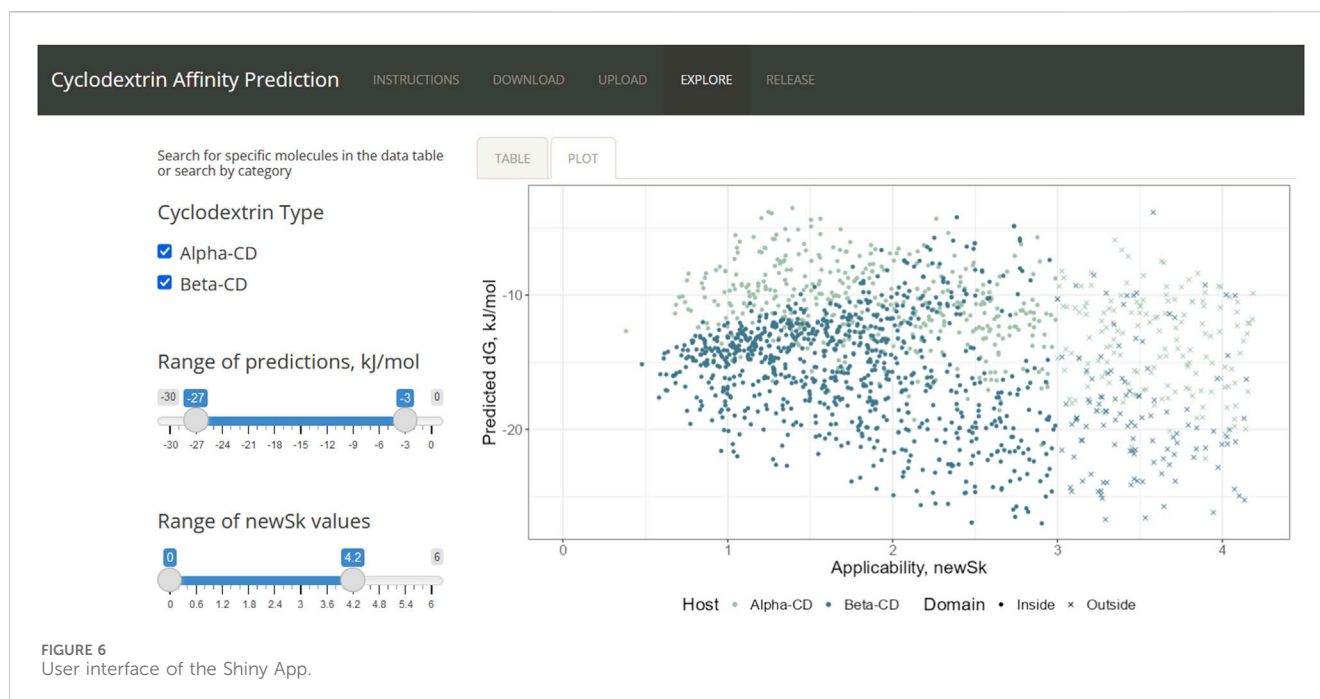 Cyclodextrin Affinity Prediction INSTRUCTIONS DOWNLOAD UPLOAD EXPLORE RELEASE
Search for specific molecules in the data table
or search by category
Cyclodextrin Type
Alpha-CD
Beta-CD
Range of predictions, kJ/mol
-30 -27 -3 0
-30 -27 -24 -21 -18 -15 -12 -9 -6 -3 0
Range of newSk values
0 4.2 6
0 0.6 1.2 1.8 2.4 3 3.6 4.2 4.8 5.4 6
TABLE PLOT
Predicted dG, kJ/mol
-10
-20
0 1 2 3 4
Applicability, newSk
Host Alpha-CD Beta-CD Domain Inside Outside
FIGURE 6
User interface of the Shiny App.